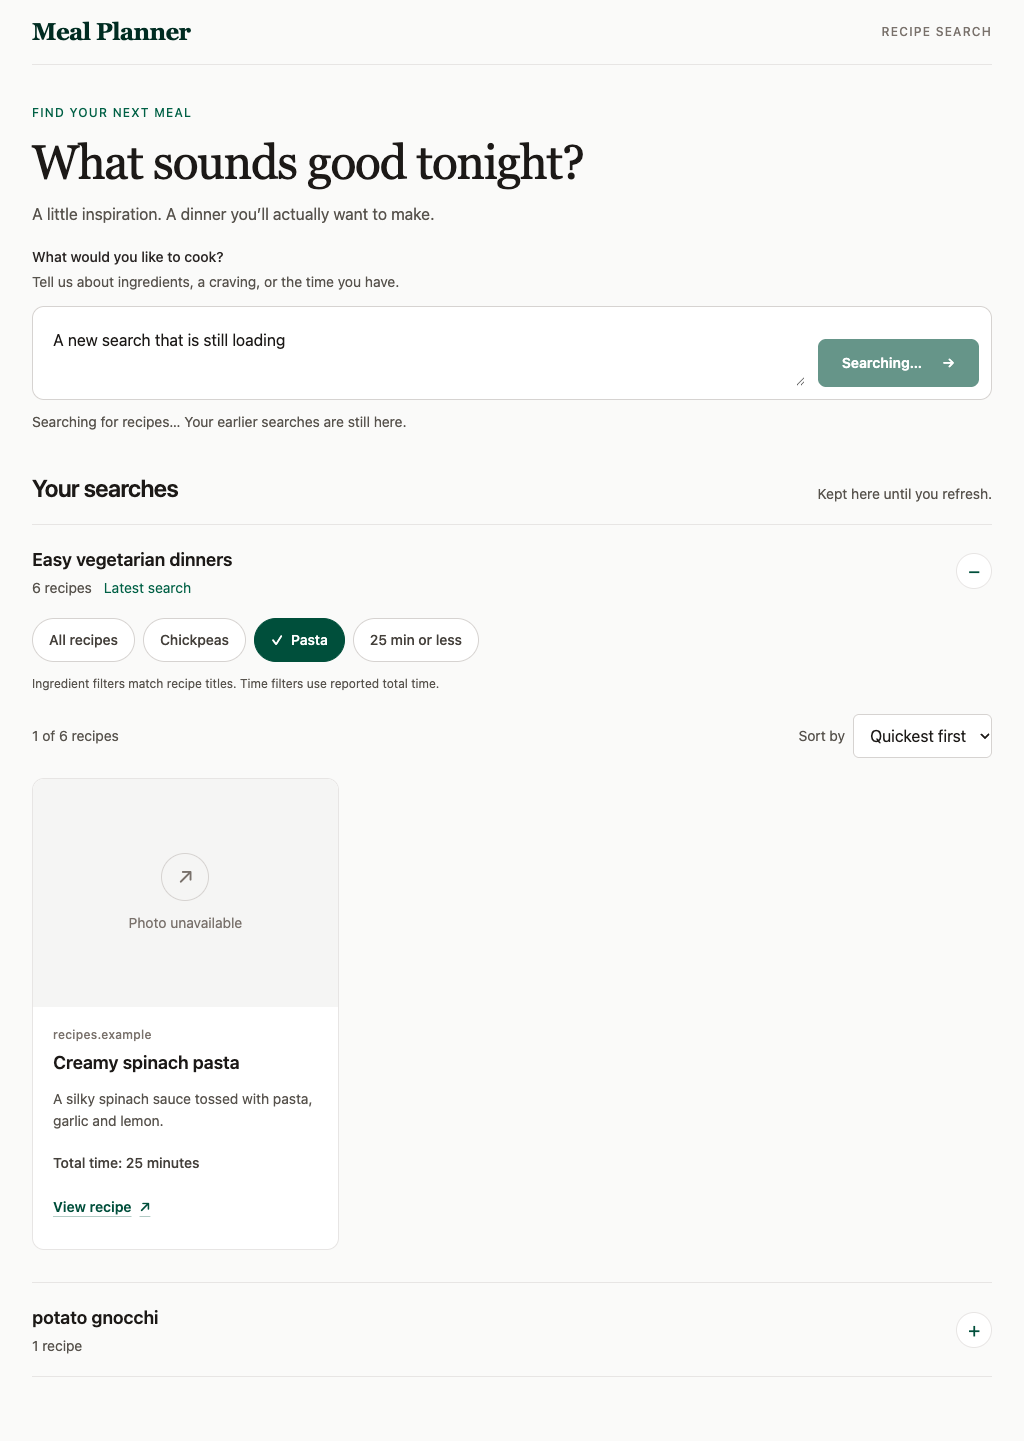 Meal Planner
RECIPE SEARCH
FIND YOUR NEXT MEAL
What sounds good tonight?
A little inspiration. A dinner you’ll actually want to make.
What would you like to cook?
Tell us about ingredients, a craving, or the time you have.
A new search that is still loading
Searching...
Searching for recipes... Your earlier searches are still here.
Your searches
Kept here until you refresh.
Easy vegetarian dinners
6 recipes Latest search
All recipes Chickpeas Pasta 25 min or less
Ingredient filters match recipe titles. Time filters use reported total time.
1 of 6 recipes
Sort by Quickest first
Photo unavailable
recipes.example
Creamy spinach pasta
A silky spinach sauce tossed with pasta,
garlic and lemon.
Total time: 25 minutes
View recipe
potato gnocchi
1 recipe